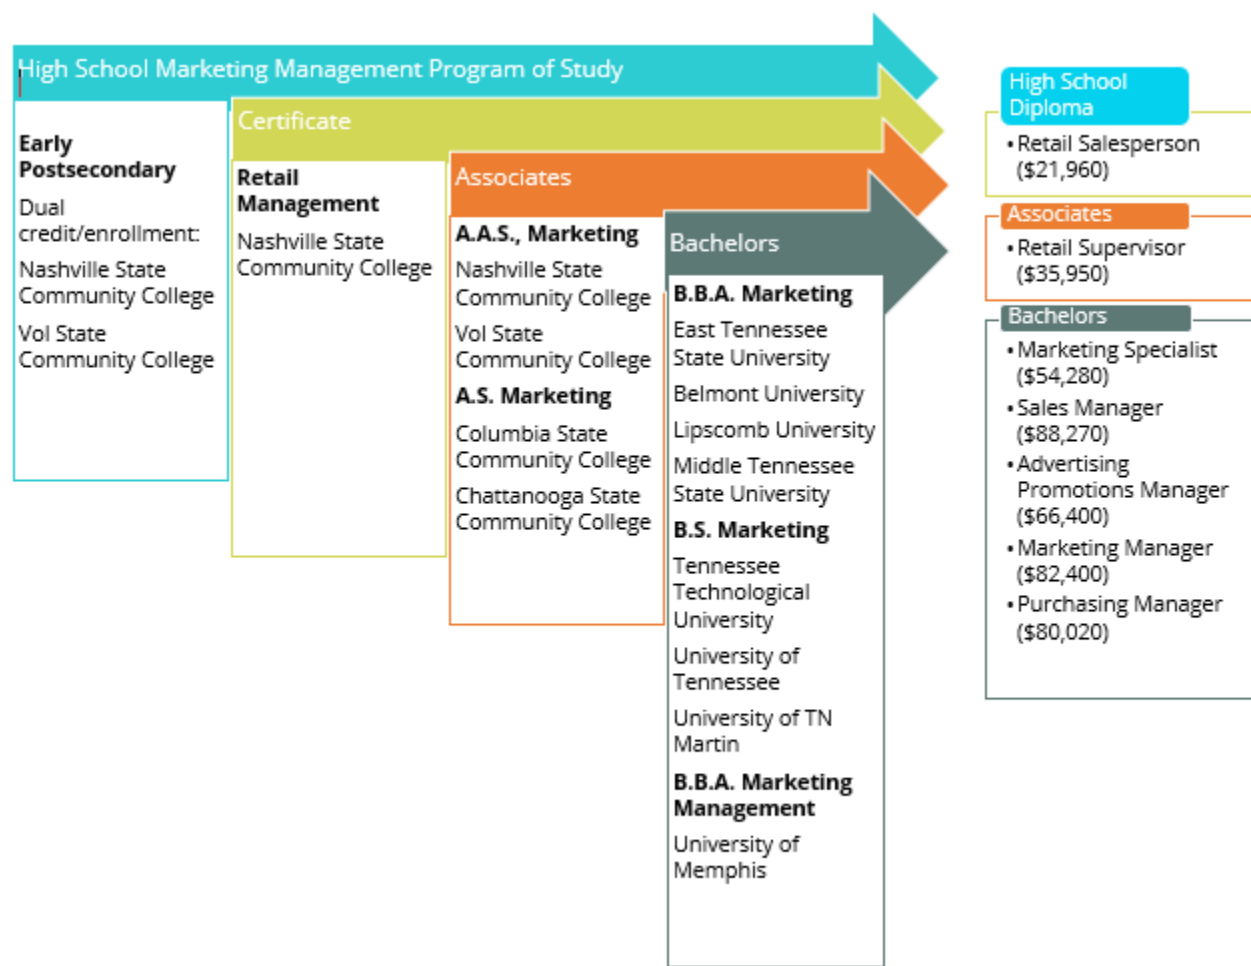 High School Marketing Management Program of Study
Early
Postsecondary
Dual
credit/enrollment:
Nashville State
Community College
Vol State
Community College
Certificate
Retail
Management
Nashville State
Community College
Associates
A.A.S., Marketing
Nashville State
Community College
Vol State
Community College
A.S. Marketing
Columbia State
Community College
Chattanooga State
Community College
Bachelors
B.B.A. Marketing
East Tennessee
State University
Belmont University
Lipscomb University
Middle Tennessee
State University
B.S. Marketing
Tennessee
Technological
University
University of
Tennessee
University of TN
Martin
B.B.A. Marketing
Management
University of
Memphis
High School
Diploma
•Retail Salesperson
($21,960)
Associates
•Retail Supervisor
($35,950)
Bachelors
•Marketing Specialist
($54,280)
•Sales Manager
($88,270)
•Advertising
Promotions Manager
($66,400)
•Marketing Manager
($82,400)
•Purchasing Manager
($80,020)